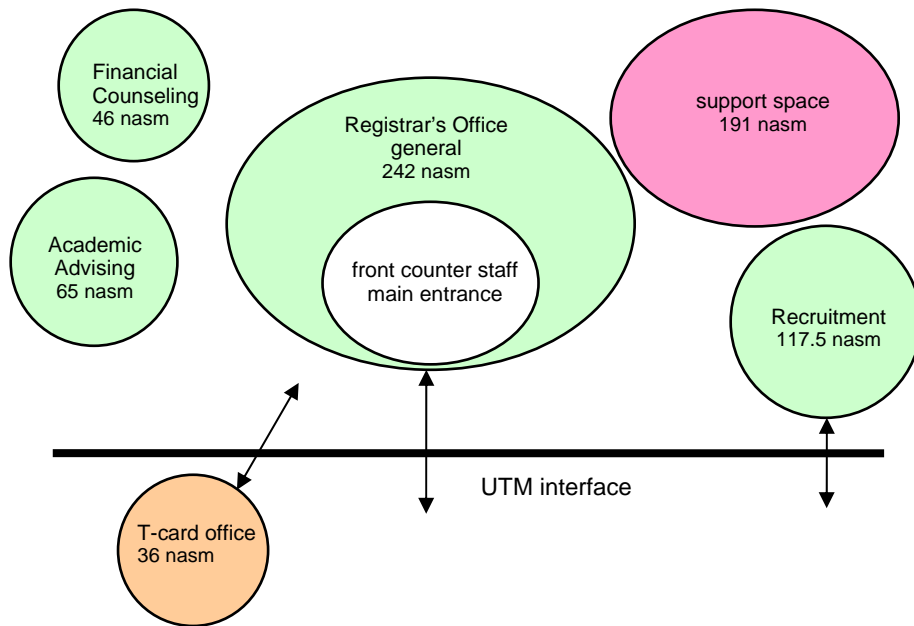 Financial
Counseling
46 nasm
Registrar’s Office
general
242 nasm
support space
191 nasm
Academic
Advising
65 nasm
front counter staff
main entrance
Recruitment
117.5 nasm
UTM interface
T-card office
36 nasm